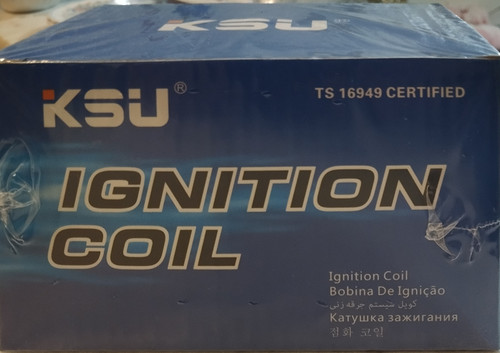 KSU
KSU®
TS 16949 CERTIFIED
IGNITION
COIL
Ignition Coil
Bobina De Ignição
کویل سیستم جرقه زنی
Катушка зажигания
점화 코일